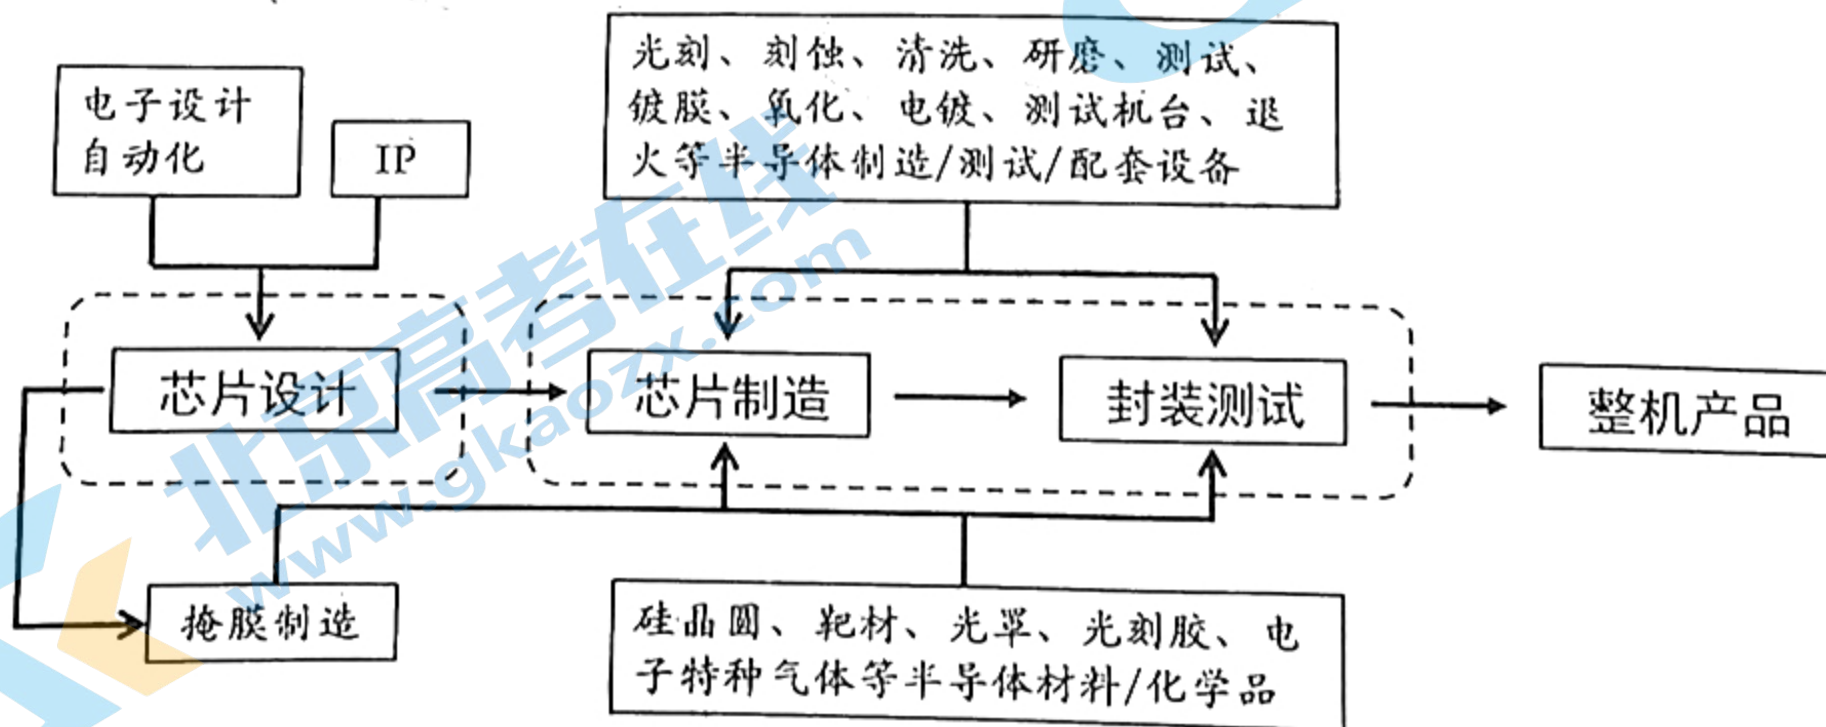 光刻、刻蚀、清洗、研磨、测试、
镀膜、氧化、电镀、测试机台、退
火等半导体制造/测试/配套设备
电子设计
自动化
IP
芯片设计
芯片制造
封装测试
整机产品
掩膜制造
硅晶圆、靶材、光罩、光刻胶、电
子特种气体等半导体材料/化学品
北京高考在线
www.gkaozx.com